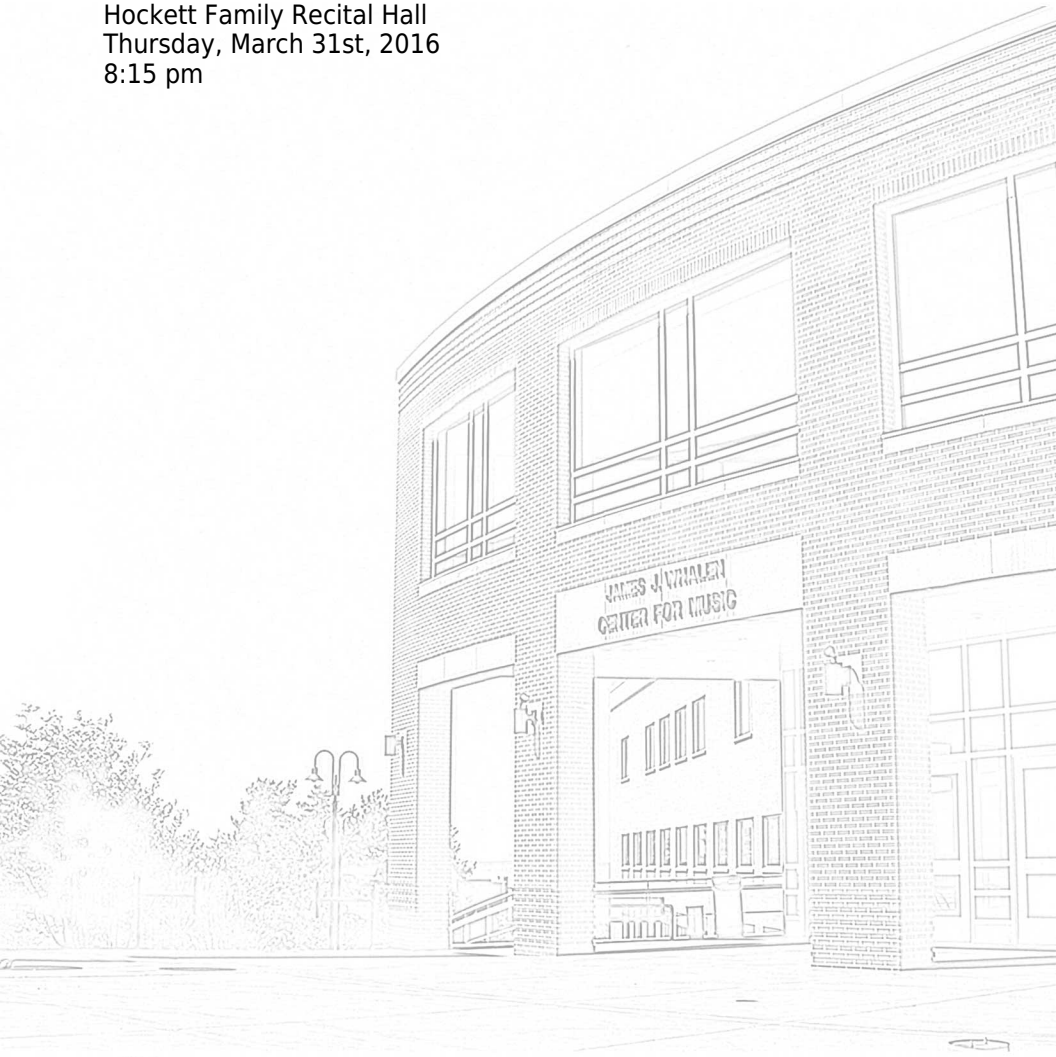 Hockett Family Recital Hall
Thursday, March 31st, 2016
8:15 pm
JAMES J. WHALEN
CENTER FOR MUSIC